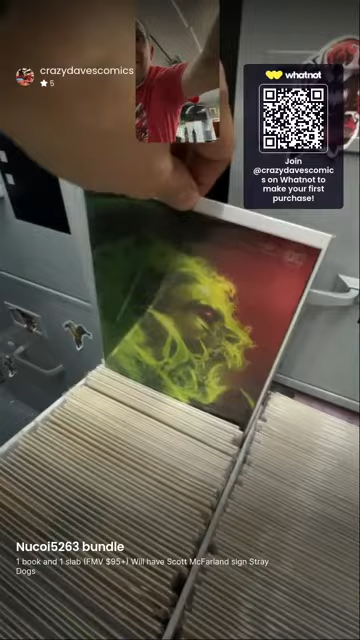 crazydavescomics
5
whatnot
Join
@crazydavescomic
s on Whatnot to
make your first
purchase!
Nucoi5263 bundle
1 book and 1 slab (FMV $95+) Will have Scott McFarland sign Stray
Dogs